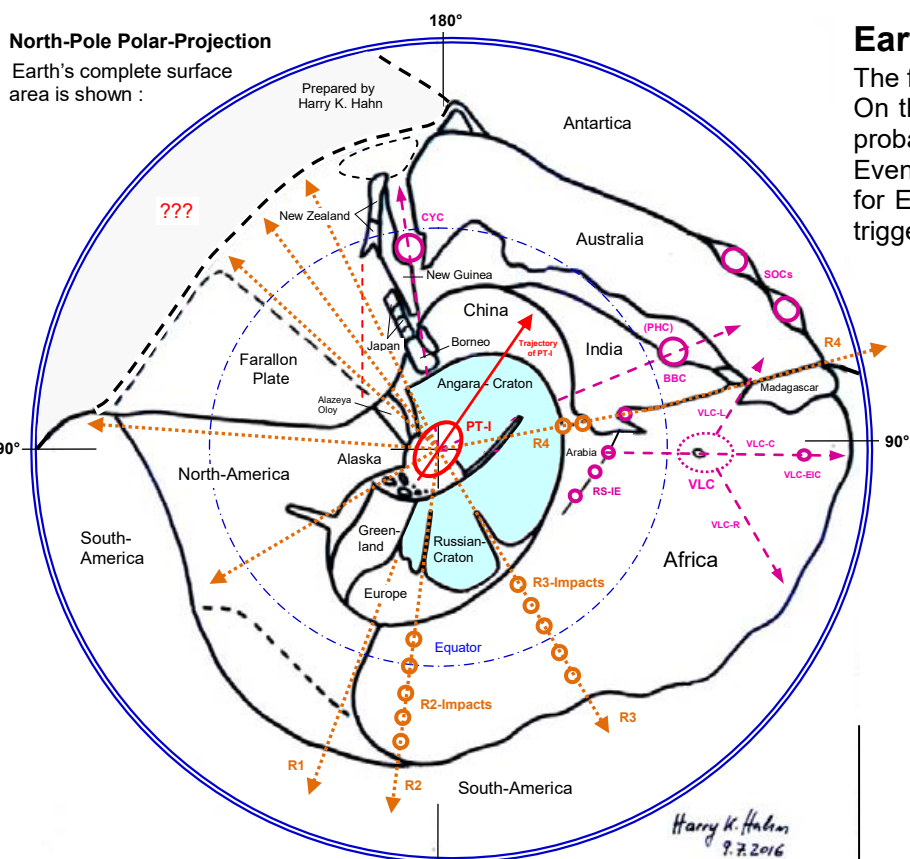 180°
North-Pole Polar-Projection
Earth's complete surface
area is shown :
Prepared by
Harry K. Hahn
Antartica
???
New Zealand
CYC
Australia
SOCs
New Guinea
China
(PHC)
Japan
Borneo
Trajectory
of PT-I
India
R4
Farallon
Plate
BBC
Angara - Craton
Madagascar
Alazeya
Oloy
VLC-L
PT-I
R4
90°
90°
Alaska
Arabia
VLC-C
North-America
VLC
VLC-EIC
RS-IE
South-
America
Green-
land
Russian-
Craton
VLC-R
Africa
Europe
R3-Impacts
Equator
R2-Impacts
R3
R1
R2
South-America
Harry K. Hahn
9.7.2016
The
On th
proba
Even
for E
trigge